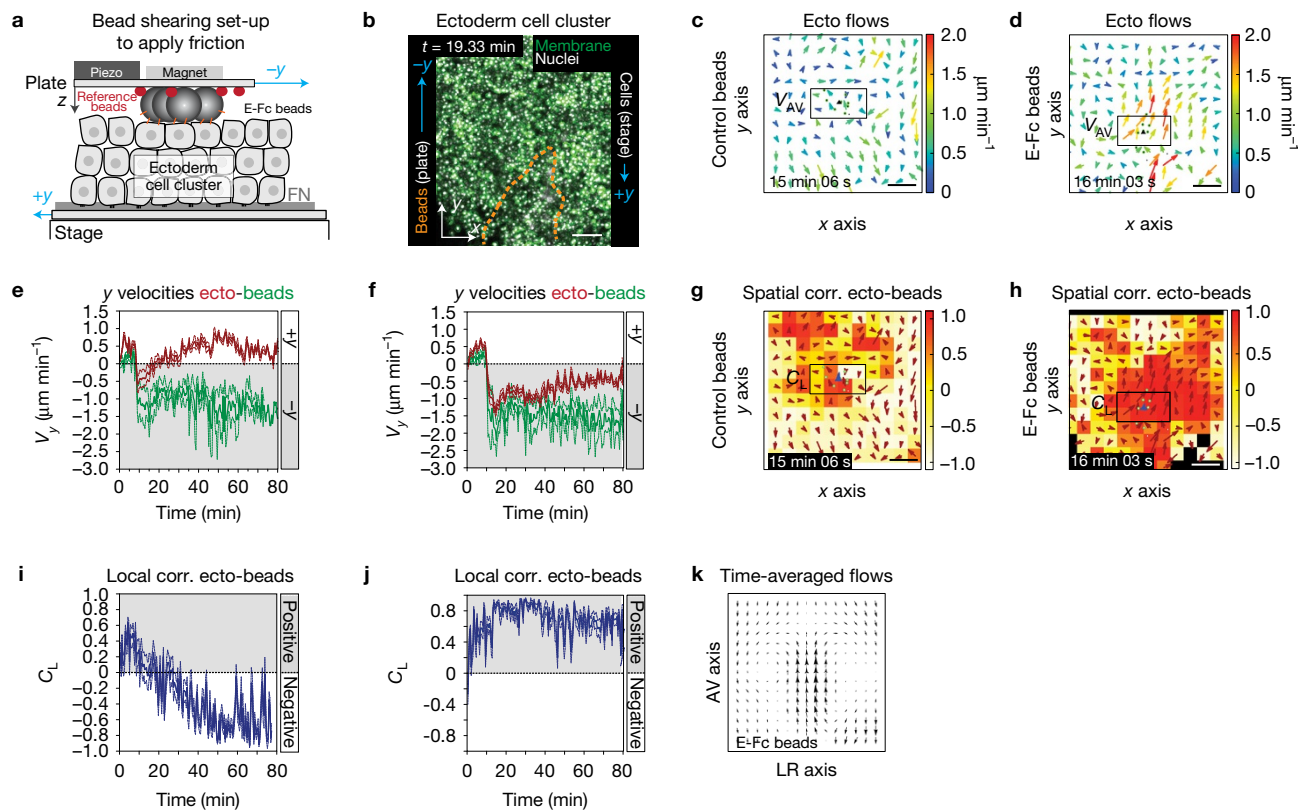 a
Bead shearing set-up
to apply friction
Piezo
Magnet
–y
Plate
z
Reference
beads
E-Fc beads
Ectoderm
cell cluster
+y
FN
Stage
b
Ectoderm cell cluster
t = 19.33 min
Membrane
Nuclei
–y
Beads (plate)
y
x
Cells (stage)
+y
c
Ecto flows
Control beads
y axis
V_AV
15 min 06 s
x axis
2.0
1.5
1.0
0.5
0
µm min⁻¹
d
Ecto flows
E-Fc beads
y axis
V_AV
16 min 03 s
x axis
2.0
1.5
1.0
0.5
0
µm min⁻¹
e
y velocities ecto-beads
V_y (µm min⁻¹)
1.5
1.0
0.5
0
–0.5
–1.0
–1.5
–2.0
–2.5
–3.0
+y
–y
0 20 40 60 80
Time (min)
f
y velocities ecto-beads
V_y (µm min⁻¹)
1.5
1.0
0.5
0
–0.5
–1.0
–1.5
–2.0
–2.5
–3.0
+y
–y
0 20 40 60 80
Time (min)
g
Spatial corr. ecto-beads
Control beads
y axis
C_L
15 min 06 s
x axis
1.0
0.5
0
–0.5
–1.0
h
Spatial corr. ecto-beads
E-Fc beads
y axis
C_L
16 min 03 s
x axis
1.0
0.5
0
–0.5
–1.0
i
Local corr. ecto-beads
C_L
1.0
0.8
0.6
0.4
0.2
0
–0.2
–0.4
–0.6
–0.8
–1.0
Positive
Negative
0 20 40 60 80
Time (min)
j
Local corr. ecto-beads
C_L
0.8
0.4
0
–0.4
–0.8
Positive
Negative
0 20 40 60 80
Time (min)
k
Time-averaged flows
AV axis
E-Fc beads
LR axis